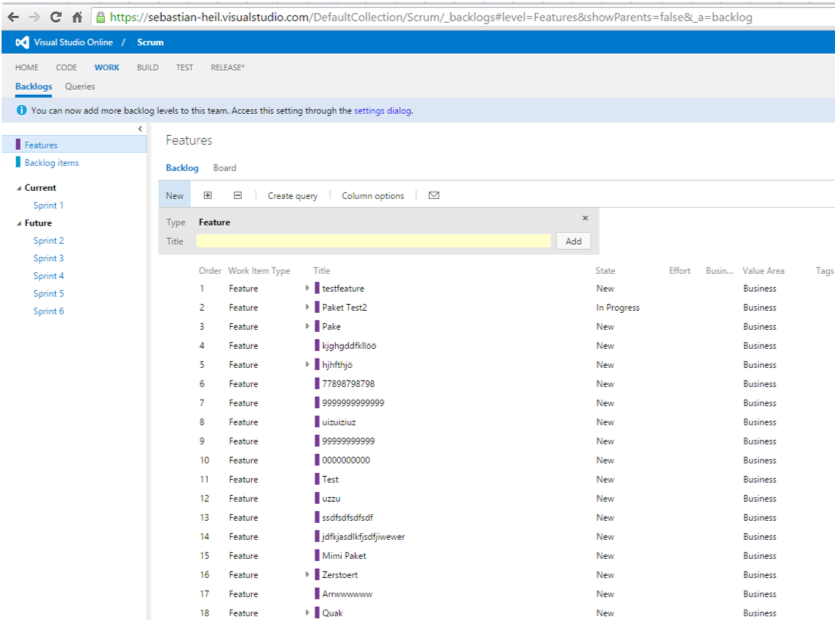 https://sebastian-heil.visualstudio.com/DefaultCollection/Scrum/_backlogs#level=Features&showParents=false&_a=backlog
Visual Studio Online / Scrum
HOME CODE WORK BUILD TEST RELEASE*
Backlogs Queries
You can now add more backlog levels to this team. Access this setting through the settings dialog.
Features
Backlog items
Current
Sprint 1
Future
Sprint 2
Sprint 3
Sprint 4
Sprint 5
Sprint 6
Features
Backlog Board
New Create query Column options
Type Feature
Title Add
Order Work Item Type Title State Effort Busin... Value Area Tags
1 Feature testfeature New Business
2 Feature Paket Test2 In Progress Business
3 Feature Pake New Business
4 Feature kjghgddfkllöö New Business
5 Feature hjhfthjö New Business
6 Feature 77898798798 New Business
7 Feature 9999999999999 New Business
8 Feature uizuiziuz New Business
9 Feature 99999999999 New Business
10 Feature 0000000000 New Business
11 Feature Test New Business
12 Feature uzzu New Business
13 Feature ssdfsdfsdfsdf New Business
14 Feature jdfkjasdlkfjsdfjiwewer New Business
15 Feature Mimi Paket New Business
16 Feature Zerstoert New Business
17 Feature Arrwwwwww New Business
18 Feature Quak New Business